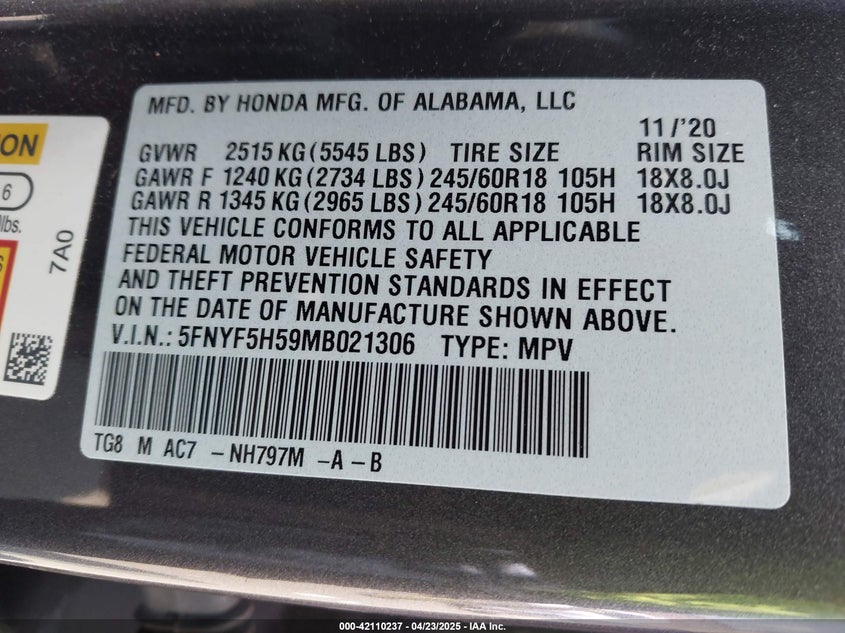 MFD. BY HONDA MFG. OF ALABAMA, LLC
11/'20
GVWR 2515 KG (5545 LBS) TIRE SIZE RIM SIZE
GAWR F 1240 KG (2734 LBS) 245/60R18 105H 18X8.0J
GAWR R 1345 KG (2965 LBS) 245/60R18 105H 18X8.0J
THIS VEHICLE CONFORMS TO ALL APPLICABLE
FEDERAL MOTOR VEHICLE SAFETY
AND THEFT PREVENTION STANDARDS IN EFFECT
ON THE DATE OF MANUFACTURE SHOWN ABOVE.
V.I.N.: 5FNYF5H59MB021306 TYPE: MPV
TG8 M AC7 -NH797M -A -B
ION
6
lbs.
S
7A0
000-42110237 - 04/23/2025 - IAA Inc.